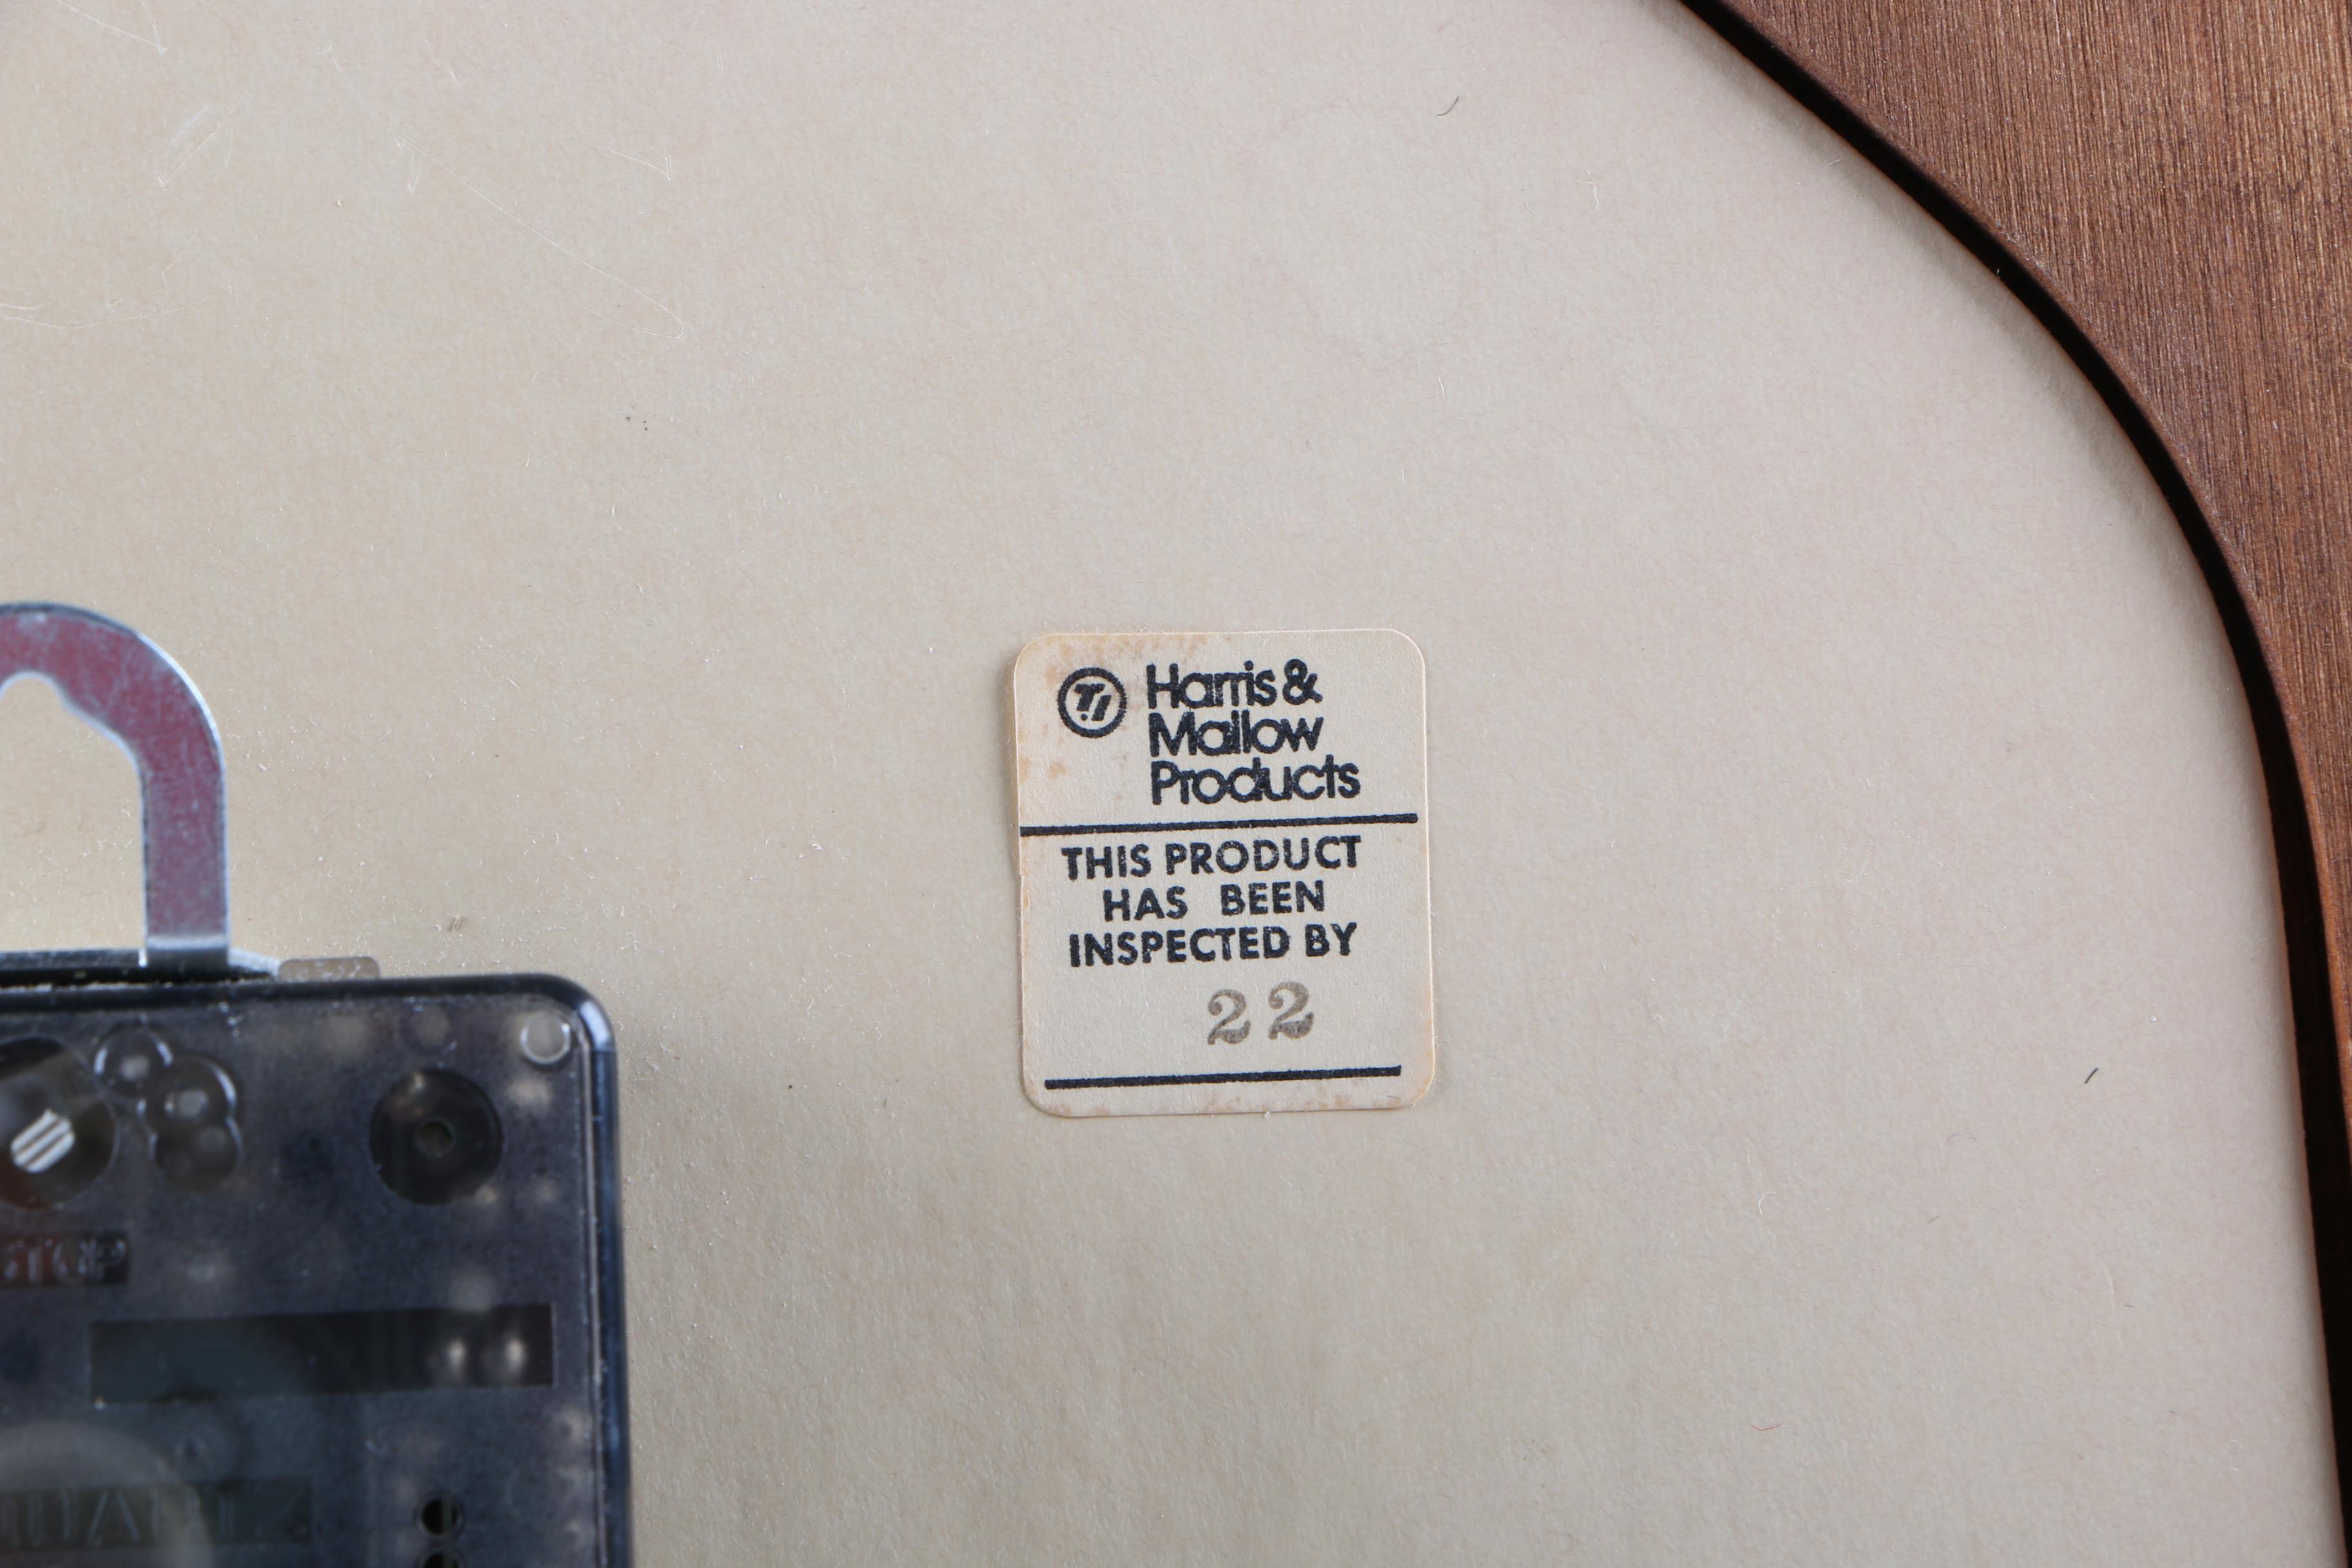 Harris &
Mallow
Products
THIS PRODUCT
HAS BEEN
INSPECTED BY
22